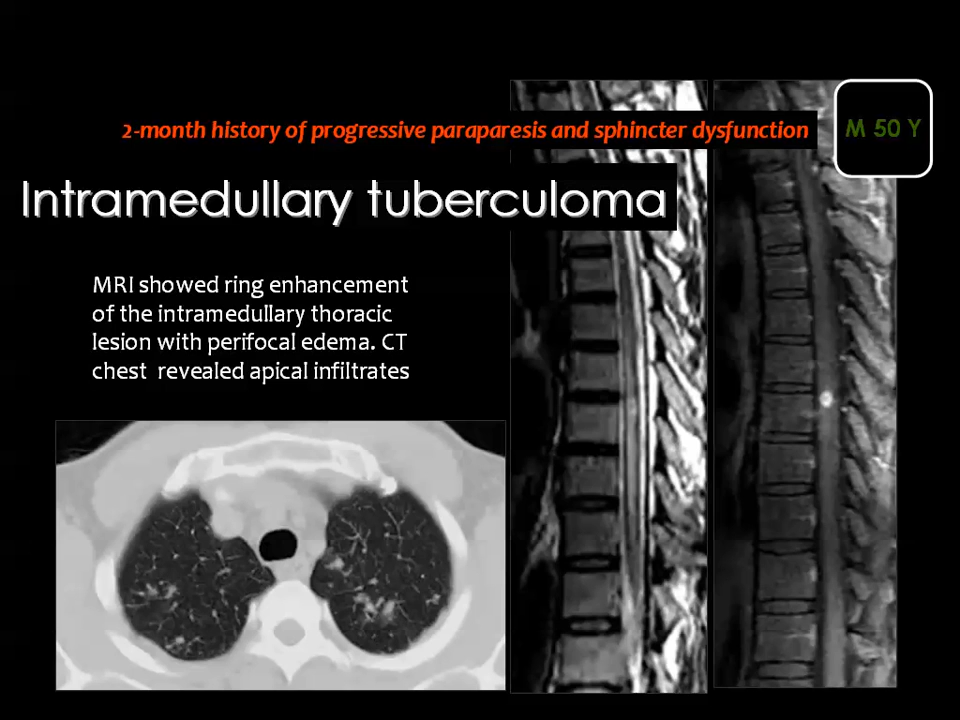 2-month history of progressive paraparesis and sphincter dysfunction
M 50 Y
Intramedullary tuberculoma
MRI showed ring enhancement
of the intramedullary thoracic
lesion with perifocal edema. CT
chest revealed apical infiltrates